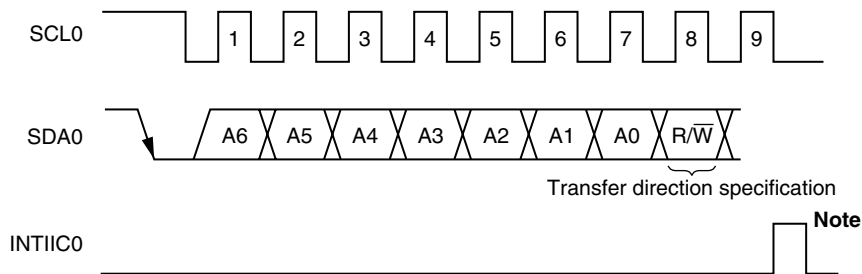 SCL0 1 2 3 4 5 6 7 8 9
SDA0 A6 A5 A4 A3 A2 A1 A0 R/W̅
Transfer direction specification
Note
INTIIC0